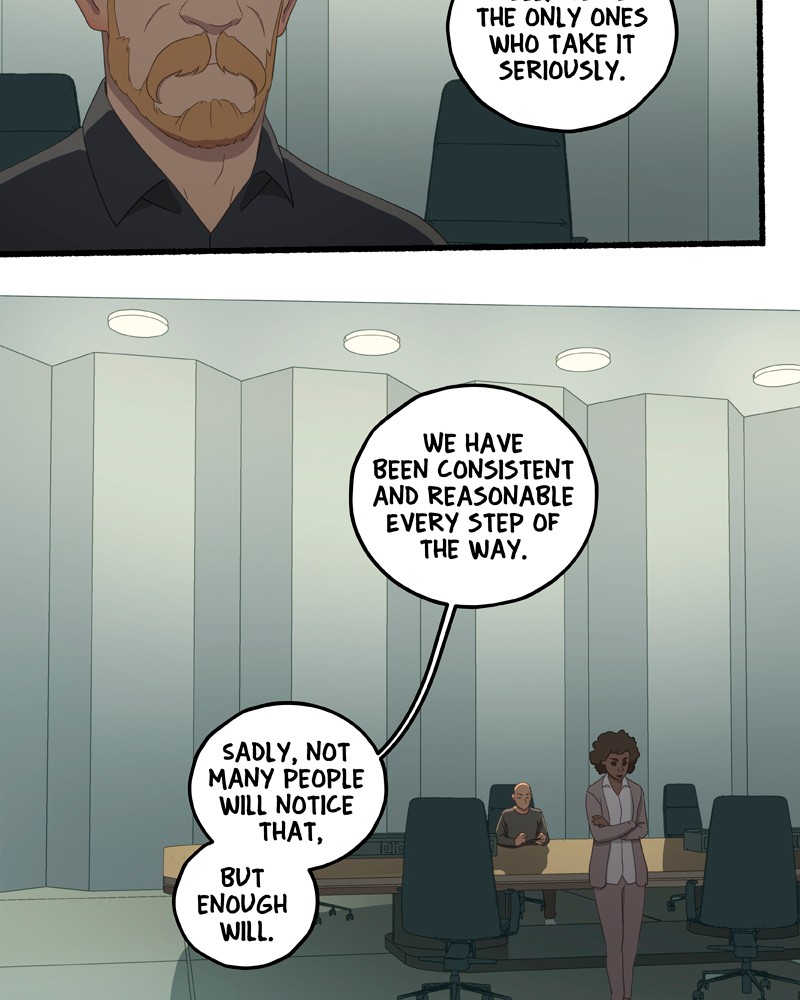 THE ONLY ONES
WHO TAKE IT
SERIOUSLY.
WE HAVE
BEEN CONSISTENT
AND REASONABLE
EVERY STEP OF
THE WAY.
SADLY, NOT
MANY PEOPLE
WILL NOTICE
THAT,
BUT
ENOUGH
WILL.